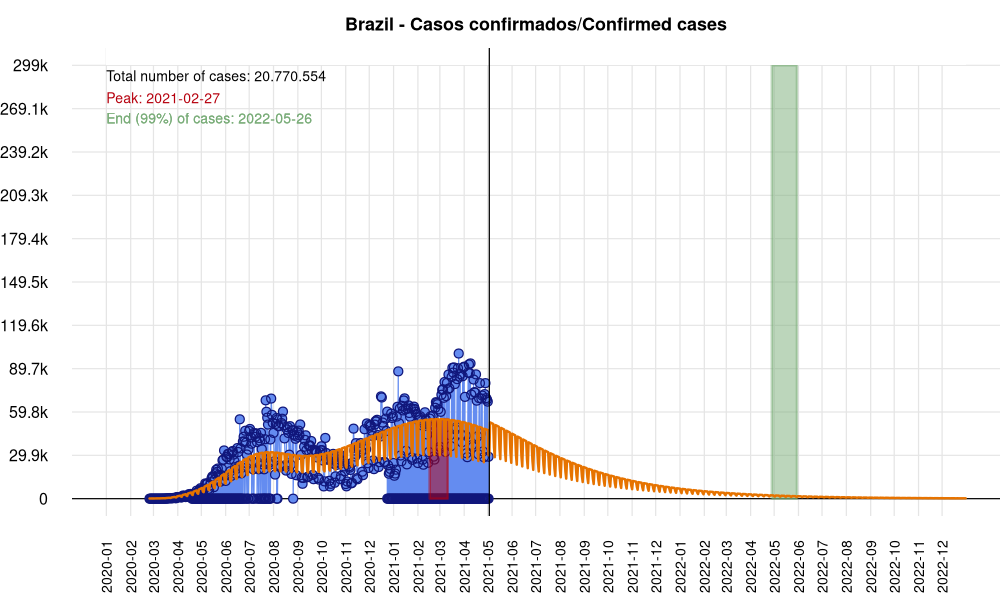 Brazil - Casos confirmados/Confirmed cases
Total number of cases: 20.770.554
Peak: 2021-02-27
End (99%) of cases: 2022-05-26
299k
269.1k
239.2k
209.3k
179.4k
149.5k
119.6k
89.7k
59.8k
29.9k
0
2020-01
2020-02
2020-03
2020-04
2020-05
2020-06
2020-07
2020-08
2020-09
2020-10
2020-11
2020-12
2021-01
2021-02
2021-03
2021-04
2021-05
2021-06
2021-07
2021-08
2021-09
2021-10
2021-11
2021-12
2022-01
2022-02
2022-03
2022-04
2022-05
2022-06
2022-07
2022-08
2022-09
2022-10
2022-11
2022-12